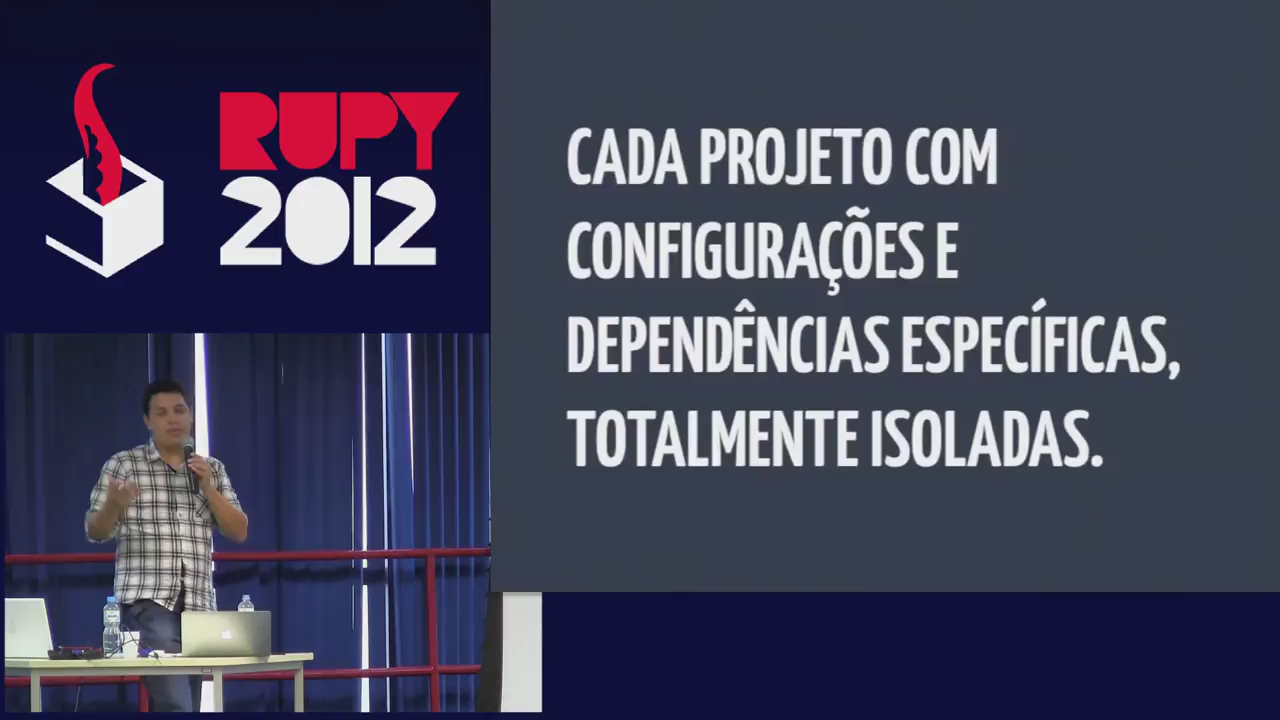 RUPY
2012
CADA PROJETO COM
CONFIGURAÇÕES E
DEPENDÊNCIAS ESPECÍFICAS,
TOTALMENTE ISOLADAS.